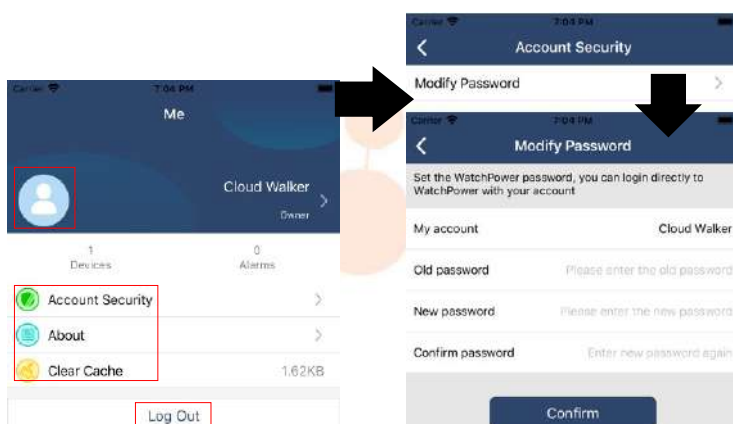 Carrier 7:04 PM
Me
Cloud Walker
Owner
1
Devices
0
Alarms
Account Security
About
Clear Cache 1.62KB
Log Out
Carrier 7:04 PM
Account Security
Modify Password
Carrier 7:04 PM
Modify Password
Set the WatchPower password, you can login directly to
WatchPower with your account
My account Cloud Walker
Old password Please enter the old password
New password Please enter the new password
Confirm password Enter new password again
Confirm